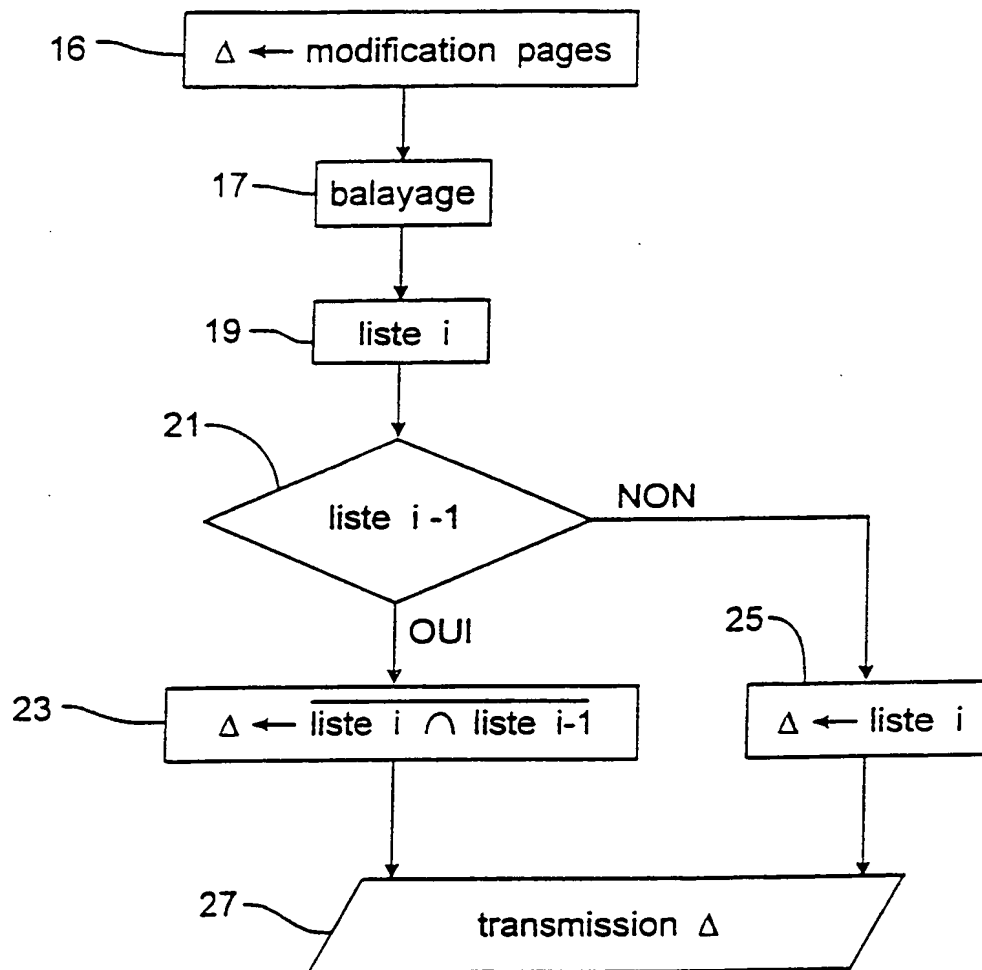 16
Δ ← modification pages
17
balayage
19
liste i
21
liste i -1
NON
OUI
25
23
Δ ← \overline{liste i ∩ liste i-1}
Δ ← liste i
27
transmission Δ